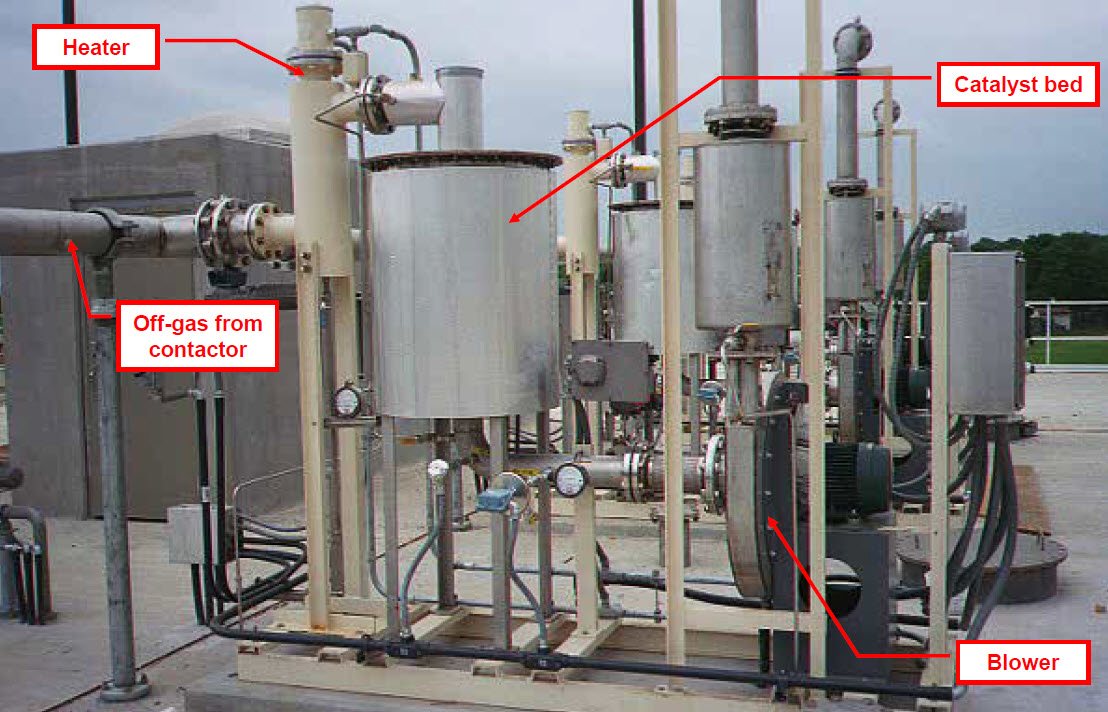 Heater
Catalyst bed
Off-gas from
contactor
Blower